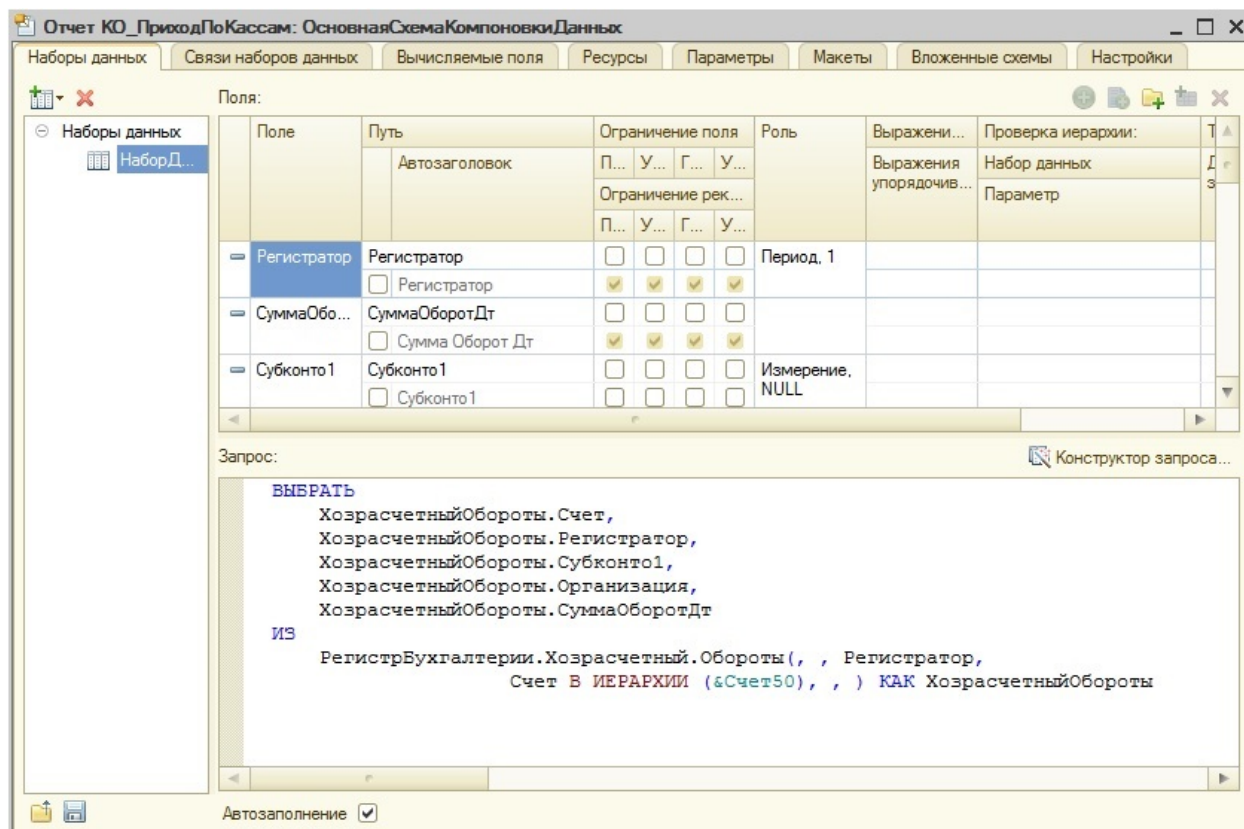 Отчет КО_ПриходПоКассам: ОсновнаяСхемаКомпоновкиДанных
Наборы данных Связи наборов данных Вычисляемые поля Ресурсы Параметры Макеты Вложенные схемы Настройки
Поля:
Наборы данных
НаборД...
Поле Путь Ограничение поля Роль Выражени... Проверка иерархии: Т
Автозаголовок П... У... Г... У... Выражения упорядочив... Набор данных
Ограничение рек... Параметр
П... У... Г... У...
Регистратор Регистратор Период, 1
Регистратор
СуммаОбо... СуммаОборотДт
Сумма Оборот Дт
Субконто1 Субконто1 Измерение, NULL
Субконто1
Запрос: Конструктор запроса...
ВЫБРАТЬ
ХозрасчетныйОбороты.Счет,
ХозрасчетныйОбороты.Регистратор,
ХозрасчетныйОбороты.Субконто1,
ХозрасчетныйОбороты.Организация,
ХозрасчетныйОбороты.СуммаОборотДт
ИЗ
РегистрБухгалтерии.Хозрасчетный.Обороты(, , Регистратор,
Счет В ИЕРАРХИИ (&Счет50), , ) КАК ХозрасчетныйОбороты
Автозаполнение